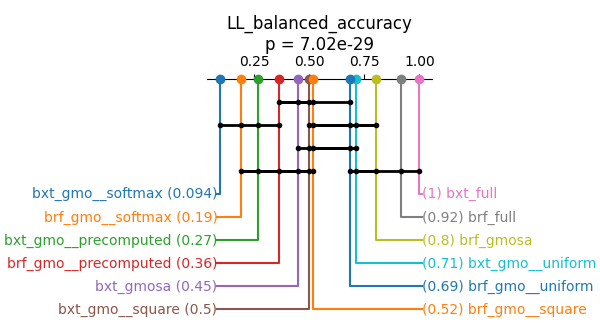 LL_balanced_accuracy
p = 7.02e-29
0.25 0.50 0.75 1.00
bxt_gmo__softmax (0.094) (1) bxt_full
brf_gmo__softmax (0.19) (0.92) brf_full
bxt_gmo__precomputed (0.27) (0.8) brf_gmosa
brf_gmo__precomputed (0.36) (0.71) bxt_gmo__uniform
bxt_gmosa (0.45) (0.69) brf_gmo__uniform
bxt_gmo__square (0.5) (0.52) brf_gmo__square